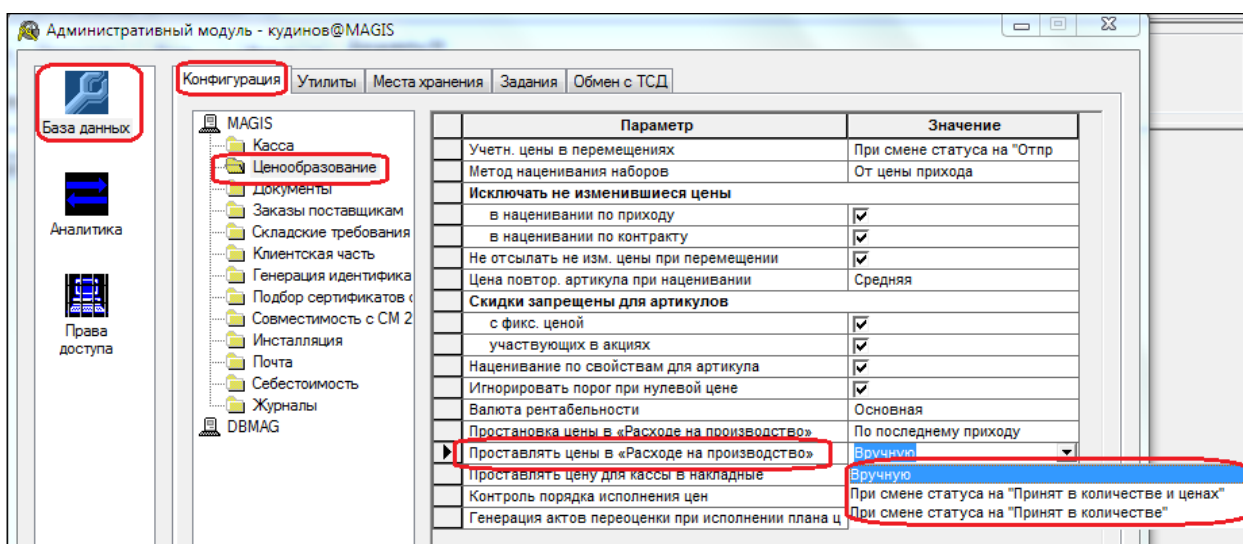 Административный модуль - кудинов@MAGIS
База данных
Аналитика
Права
доступа
Конфигурация Утилиты Места хранения Задания Обмен с ТСД
MAGIS
Касса
Ценообразование
Документы
Заказы поставщикам
Складские требования
Клиентская часть
Генерация идентифика
Подбор сертификатов
Совместимость с СМ 2
Инсталляция
Почта
Себестоимость
Журналы
DBMAG
Параметр Значение
Учетн. цены в перемещениях При смене статуса на "Отпр
Метод наценивания наборов От цены прихода
Исключать не изменившиеся цены
в наценивании по приходу
в наценивании по контракту
Не отсылать не изм. цены при перемещении
Цена повтор. артикула при наценивании Средняя
Скидки запрещены для артикулов
с фикс. ценой
участвующих в акциях
Наценивание по свойствам для артикула
Игнорировать порог при нулевой цене
Валюта рентабельности Основная
Простановка цены в «Расходе на производство» По последнему приходу
Проставлять цены в «Расходе на производство» Вручную
Проставлять цену для кассы в накладные Вручную
Контроль порядка исполнения цен При смене статуса на "Принят в количестве и ценах"
Генерация актов переоценки при исполнении плана ц При смене статуса на "Принят в количестве"